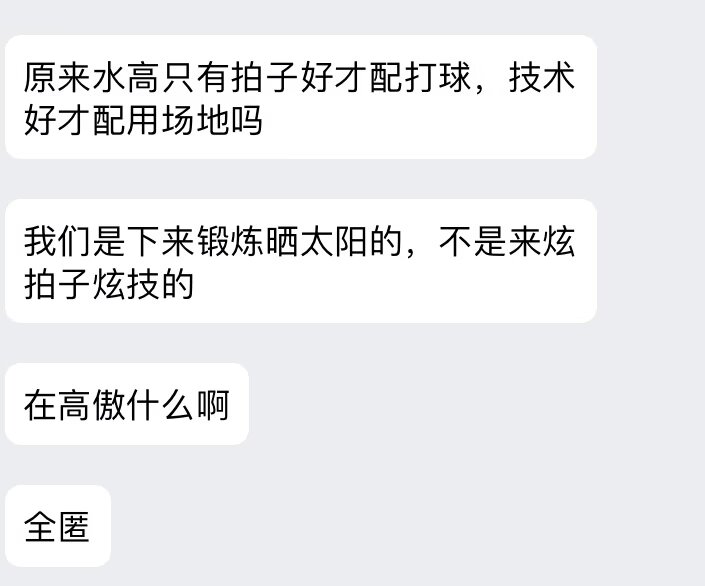 原来水高只有拍子好才配打球，技术
好才配用场地吗
我们是下来锻炼晒太阳的，不是来炫
拍子炫技的
在高傲什么啊
全匿